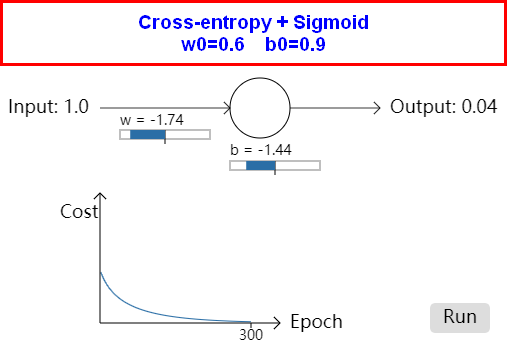 Cross-entropy + Sigmoid
w0=0.6 b0=0.9
Input: 1.0
Output: 0.04
w = -1.74
b = -1.44
Cost
Epoch
300
Run